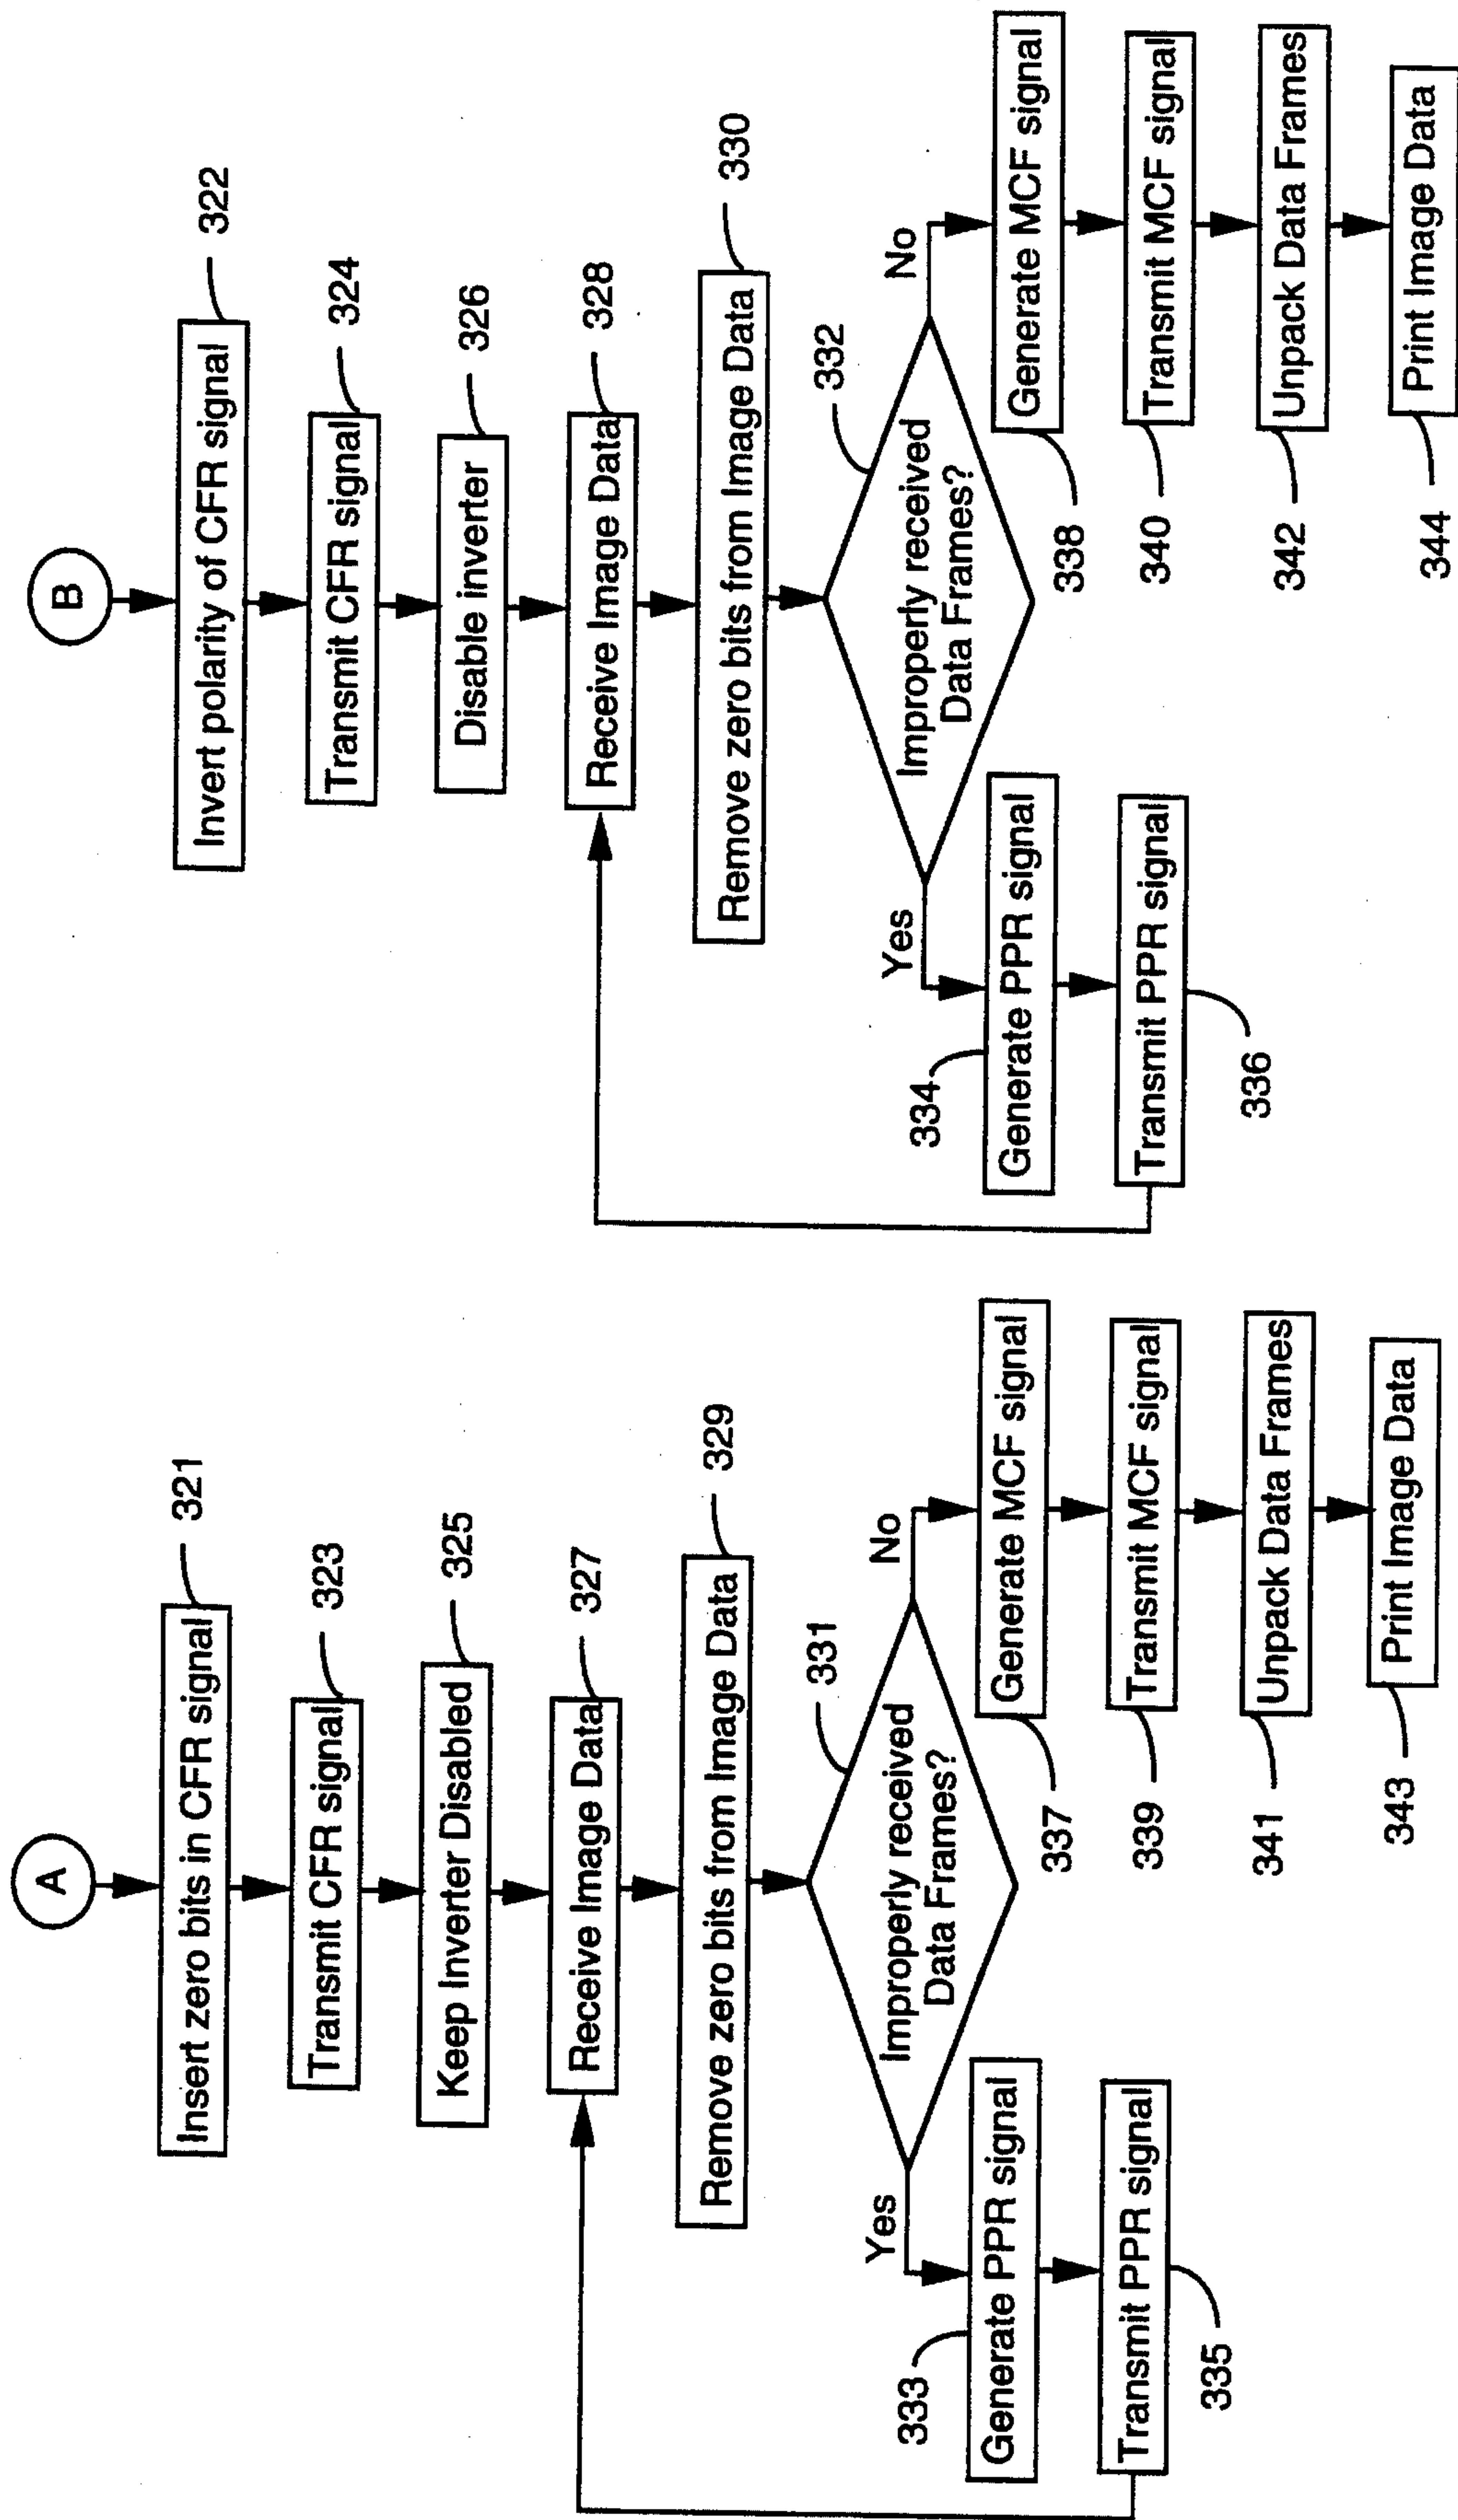 A
Insert zero bits in CFR signal
321
Transmit CFR signal
323
Keep Inverter Disabled
325
Receive Image Data
327
Remove zero bits from Image Data
329
Improperly received
Data Frames?
331
Yes
No
333
Generate PPR signal
Transmit PPR signal
335
Generate MCF signal
337
Transmit MCF signal
339
Unpack Data Frames
341
Print Image Data
343
B
Invert polarity of CFR signal
322
Transmit CFR signal
324
Disable inverter
326
Receive Image Data
328
Remove zero bits from Image Data
330
Improperly received
Data Frames?
332
Yes
No
334
Generate PPR signal
Transmit PPR signal
336
Generate MCF signal
338
Transmit MCF signal
340
Unpack Data Frames
342
Print Image Data
344